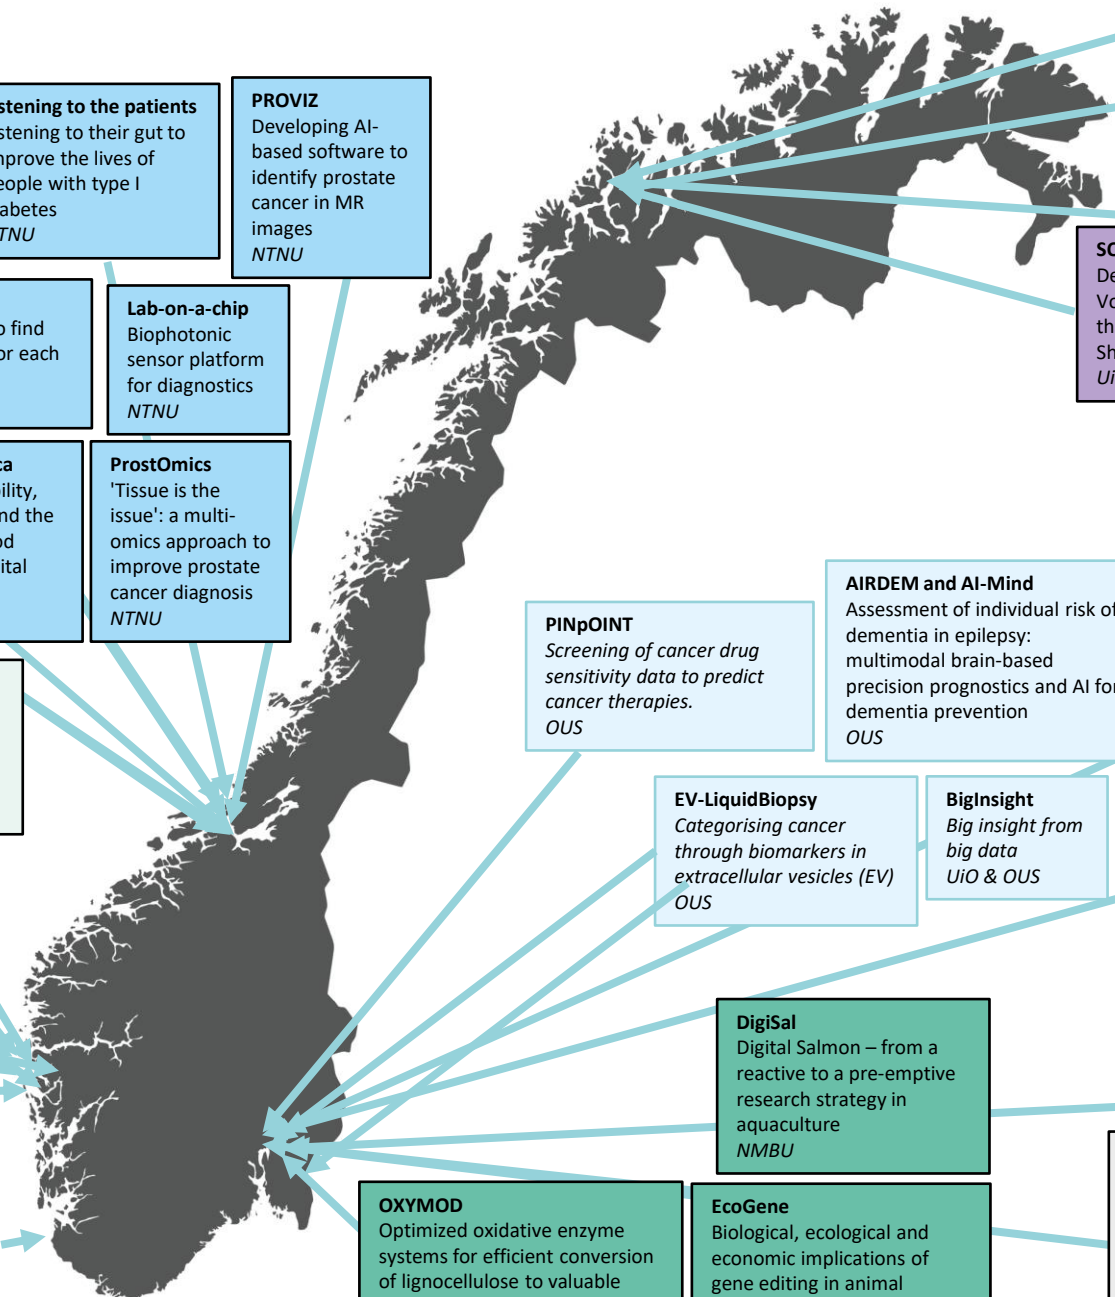 stening to the patients
stening to their gut to
prove the lives of
eople with type I
abetes
TNU
PROVIZ
Developing AI-
based software to
identify prostate
cancer in MR
images
NTNU
find
or each
Lab-on-a-chip
Biophotonic
sensor platform
for diagnostics
NTNU
ca
ility,
nd the
od
ital
ProstOmics
'Tissue is the
issue': a multi-
omics approach to
improve prostate
cancer diagnosis
NTNU
SC
De
Vo
th
Sh
Ui
PINpOINT
Screening of cancer drug
sensitivity data to predict
cancer therapies.
OUS
AIRDEM and AI-Mind
Assessment of individual risk of
dementia in epilepsy:
multimodal brain-based
precision prognostics and AI for
dementia prevention
OUS
EV-LiquidBiopsy
Categorising cancer
through biomarkers in
extracellular vesicles (EV)
OUS
BigInsight
Big insight from
big data
UiO & OUS
DigiSal
Digital Salmon – from a
reactive to a pre-emptive
research strategy in
aquaculture
NMBU
OXYMOD
Optimized oxidative enzyme
systems for efficient conversion
of lignocellulose to valuable
EcoGene
Biological, ecological and
economic implications of
gene editing in animal